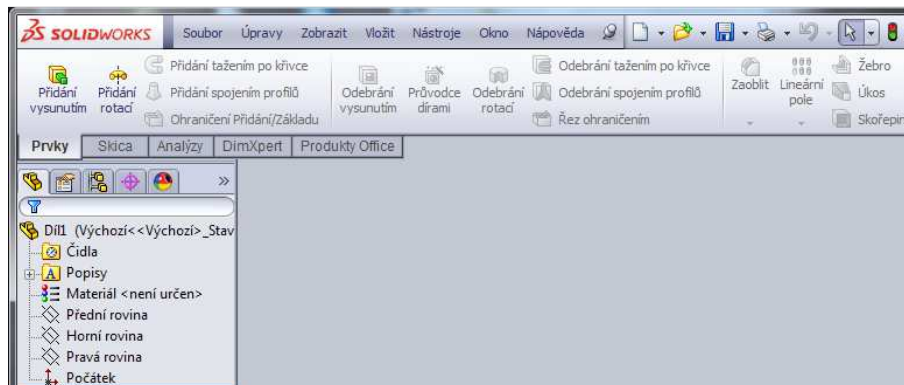 SOLIDWORKS Soubor Úpravy Zobrazit Vložit Nástroje Okno Nápověda
Přidání vysunutím
Přidání rotací
Přidání tažením po křivce
Přidání spojením profilů
Ohraničení Přidání/Základu
Odebrání vysunutím
Průvodce dírami
Odebrání rotací
Odebrání tažením po křivce
Odebrání spojením profilů
Řez ohraničením
Zaoblit
Lineární pole
Žebro
Úkos
Skořepin
Prvky Skica Analýzy DimXpert Produkty Office
Díl1 (Výchozí<<Výchozí>_Stav
Čidla
Popisy
Materiál <není určen>
Přední rovina
Horní rovina
Pravá rovina
Počátek